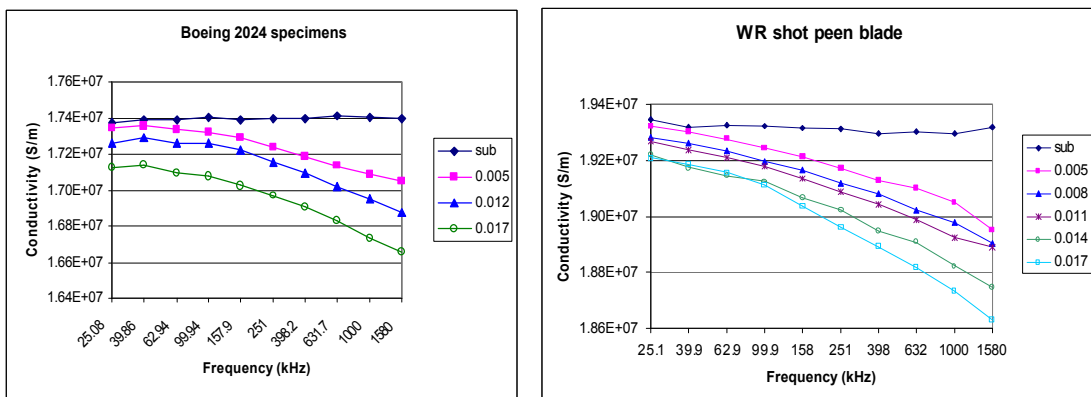 Boeing 2024 specimens
1.76E+07
1.74E+07
1.72E+07
1.70E+07
1.68E+07
1.66E+07
1.64E+07
Conductivity (S/m)
25.08
39.86
62.94
99.94
157.9
251
398.2
631.7
1000
1580
Frequency (kHz)
sub
0.005
0.012
0.017
WR shot peen blade
1.94E+07
1.92E+07
1.90E+07
1.88E+07
1.86E+07
Conductivity (S/m)
25.1 399.9 62.9 99.9 158 251 398 632 1000 1580
Frequency (kHz)
sub
0.005
0.008
0.011
0.014
0.017